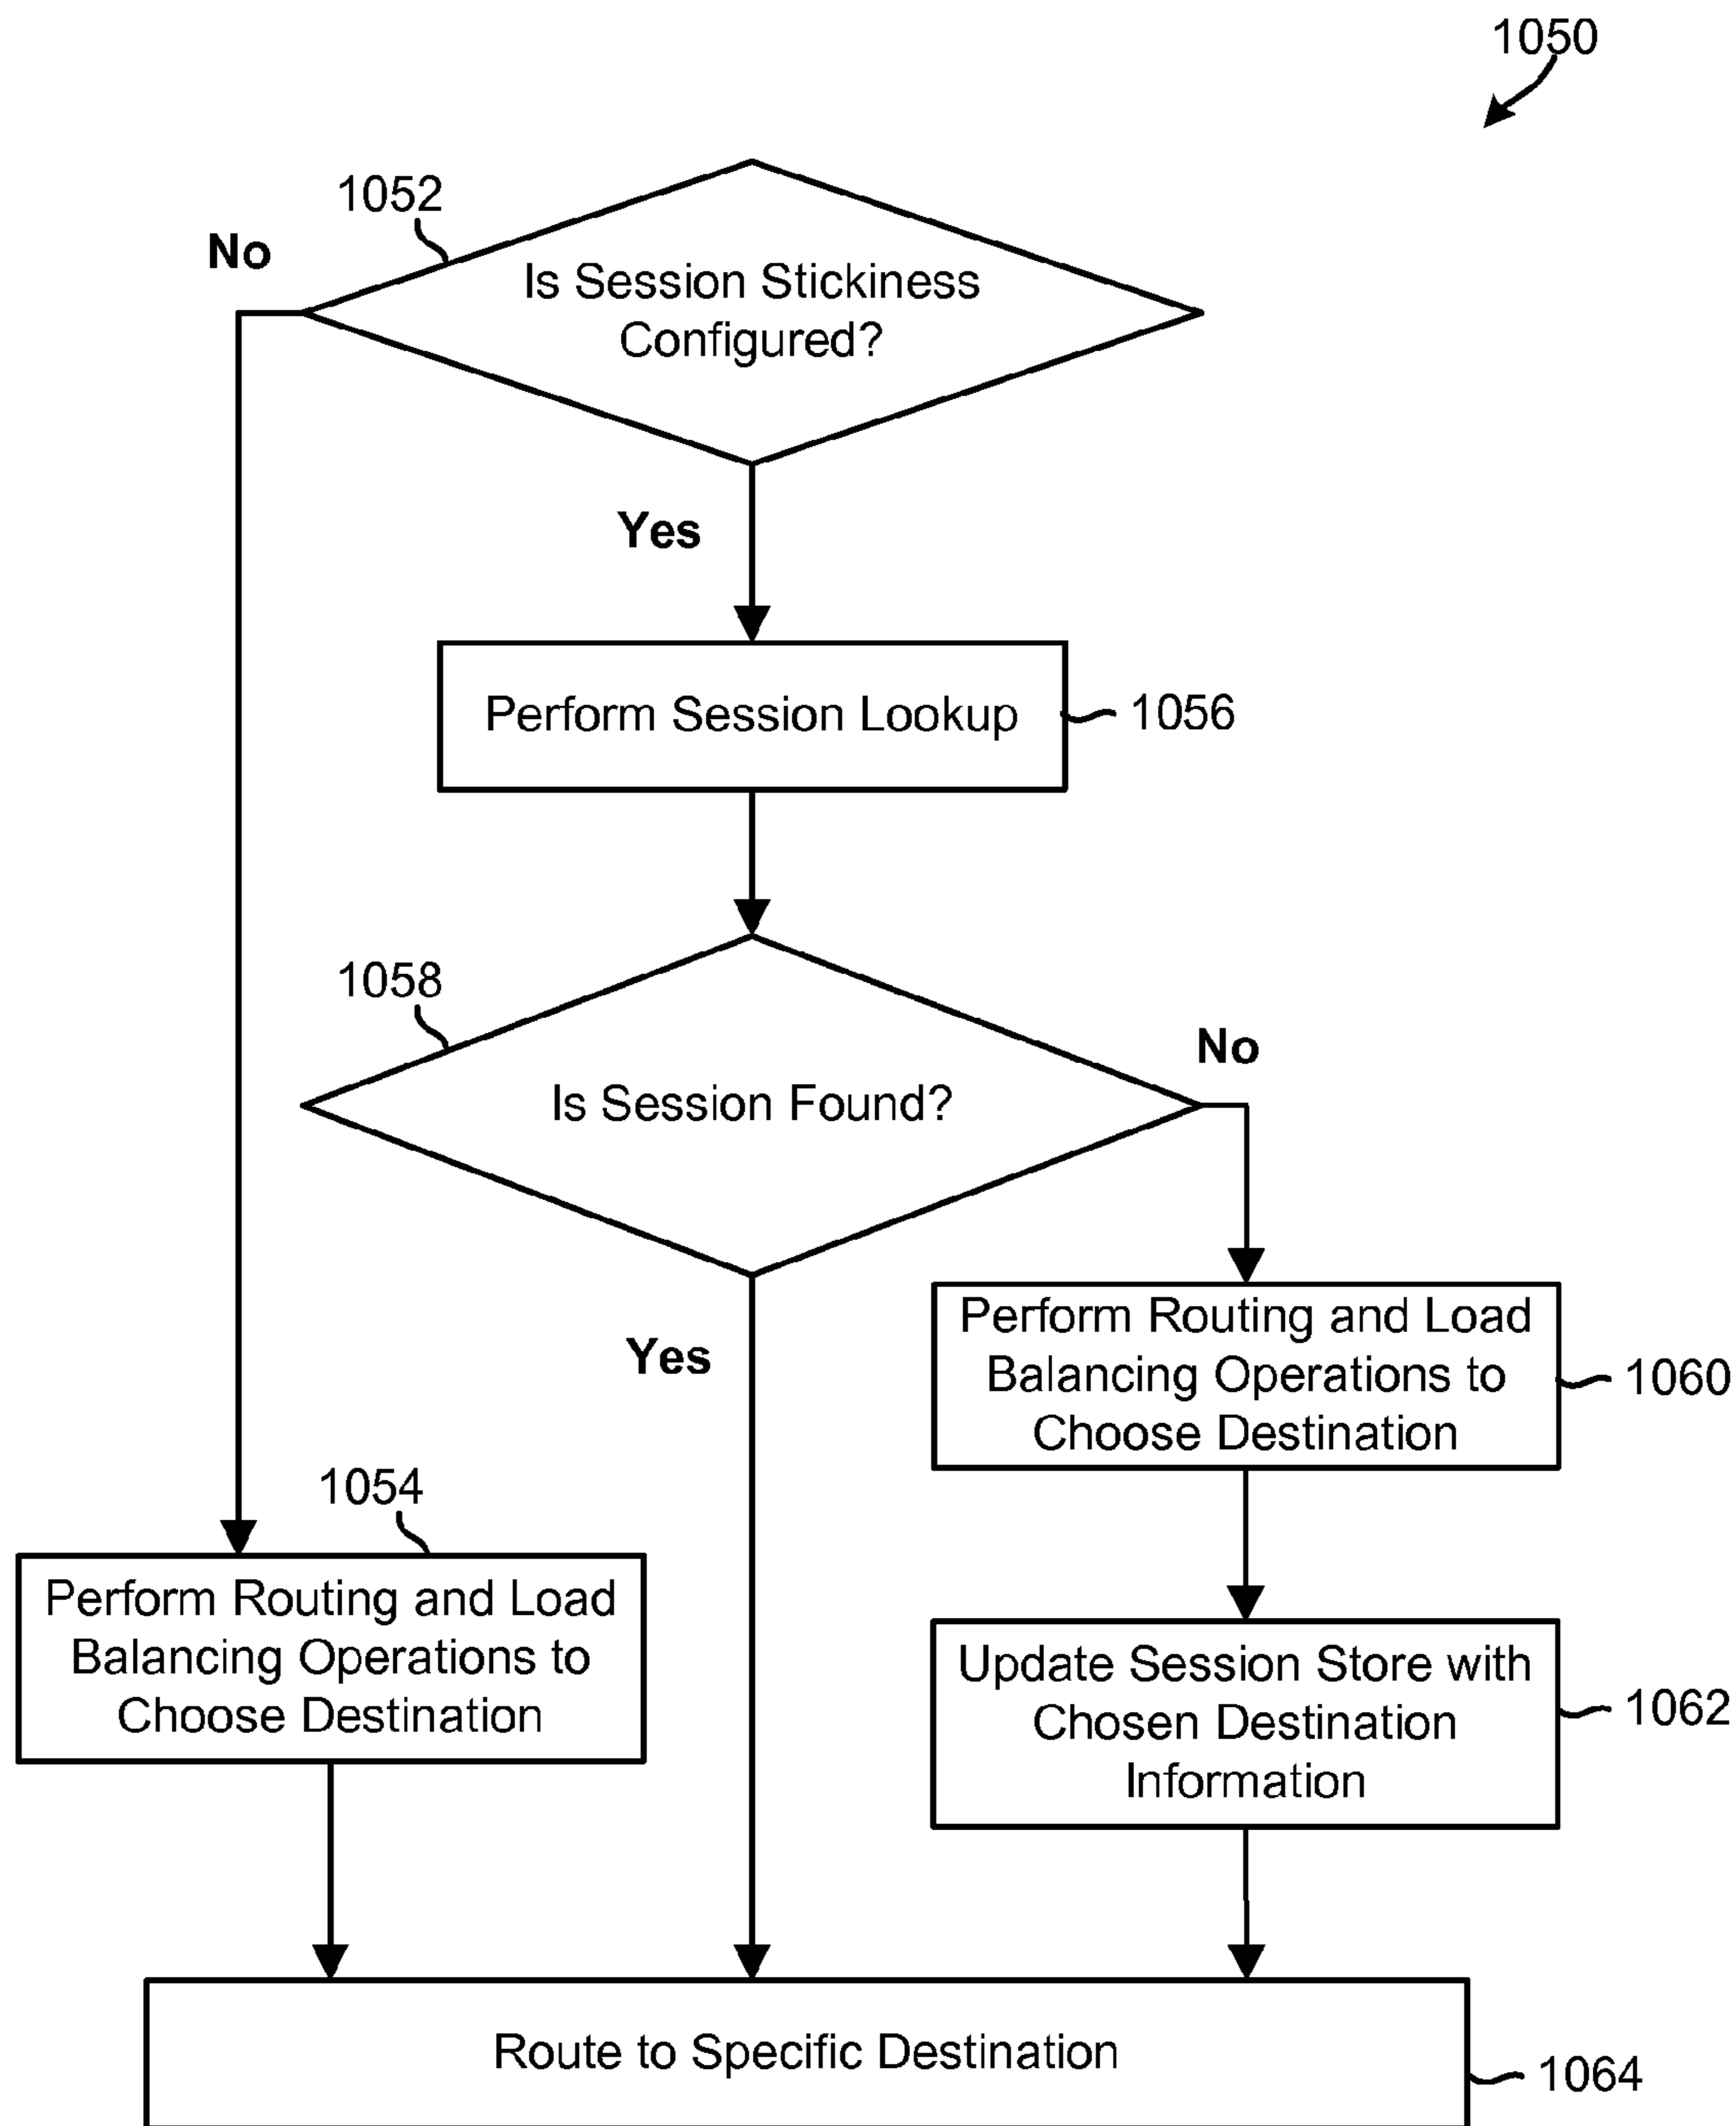 1050
1052
No
Is Session Stickiness
Configured?
Yes
Perform Session Lookup
1056
1058
No
Is Session Found?
Yes
Perform Routing and Load
Balancing Operations to
Choose Destination
1060
1054
Perform Routing and Load
Balancing Operations to
Choose Destination
Update Session Store with
Chosen Destination
Information
1062
Route to Specific Destination
1064